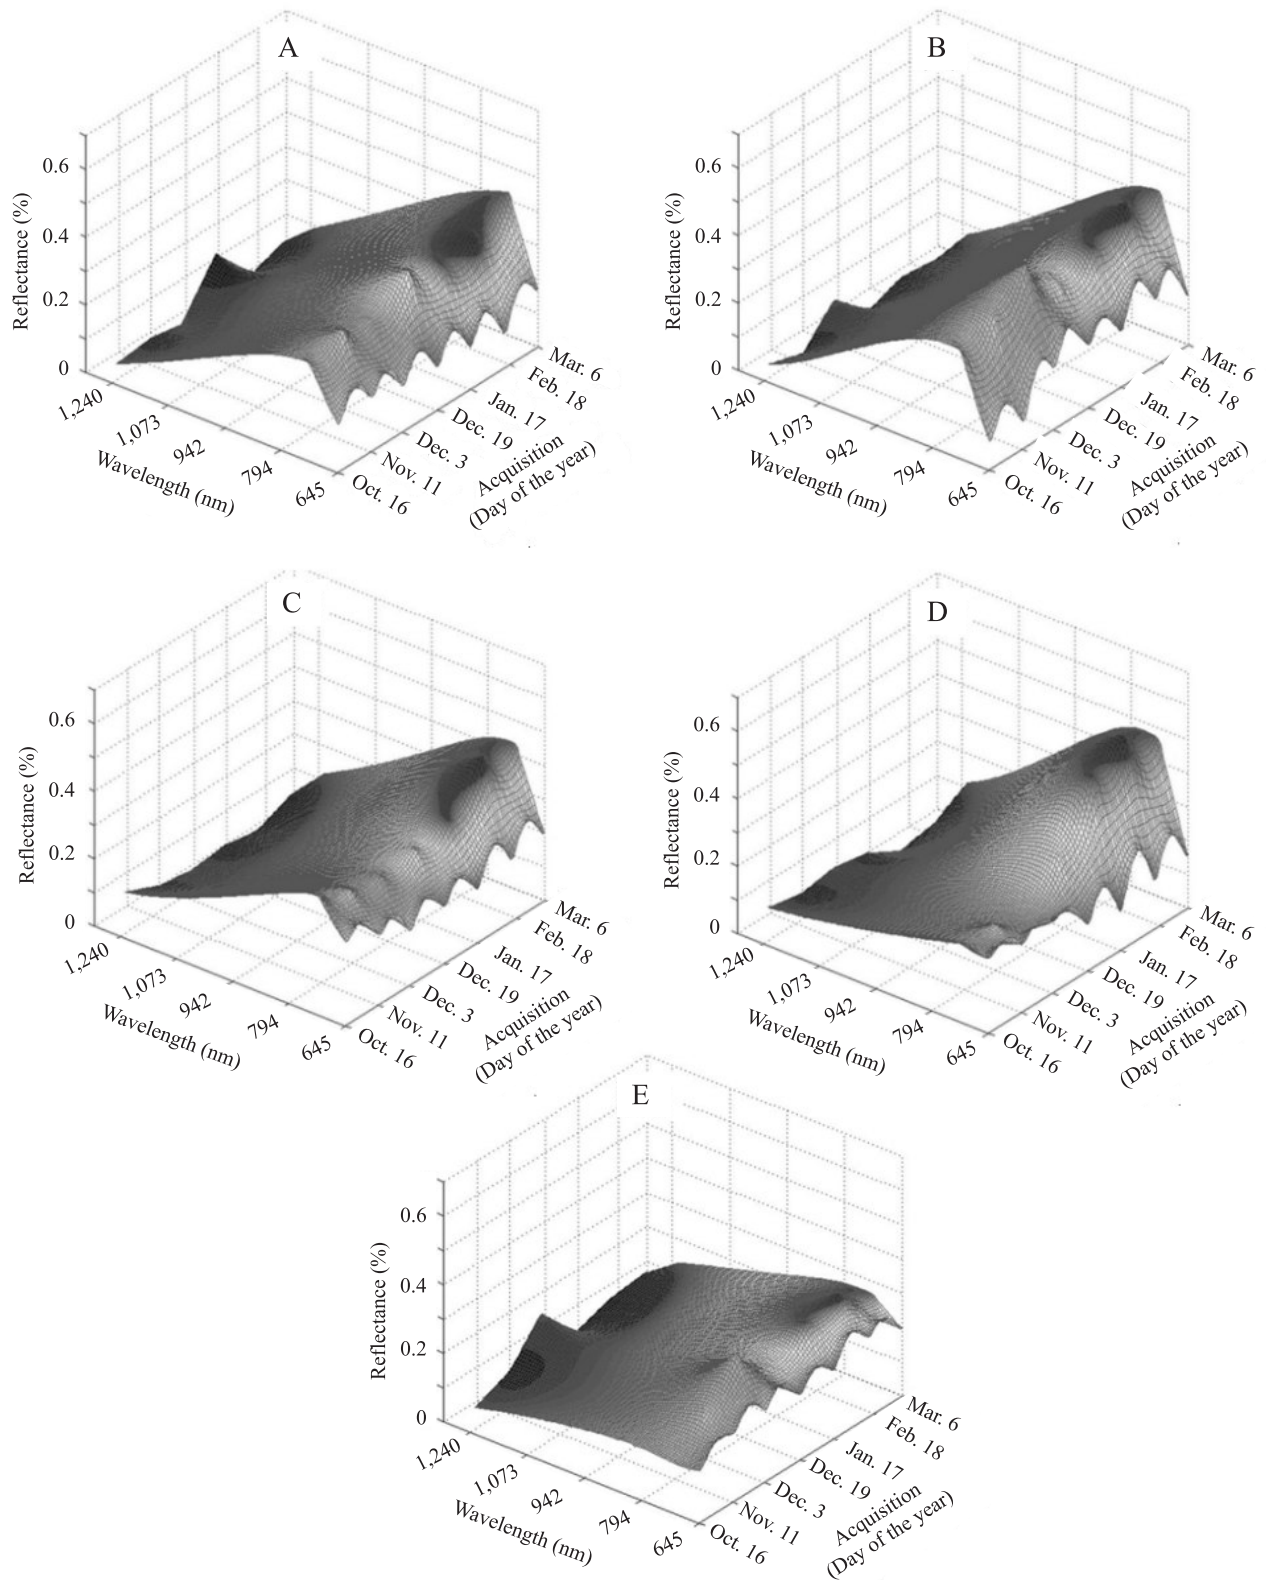 A
0.6
0.4
0.2
0
Reflectance (%)
1,240
1,073
942
794
645
Wavelength (nm)
Mar. 6
Feb. 18
Jan. 17
Dec. 19
Dec. 3
Nov. 11
Oct. 16
Acquisition
(Day of the year)
B
0.6
0.4
0.2
0
Reflectance (%)
1,240
1,073
942
794
645
Wavelength (nm)
Mar. 6
Feb. 18
Jan. 17
Dec. 19
Dec. 3
Nov. 11
Oct. 16
Acquisition
(Day of the year)
C
0.6
0.4
0.2
0
Reflectance (%)
1,240
1,073
942
794
645
Wavelength (nm)
Mar. 6
Feb. 18
Jan. 17
Dec. 19
Dec. 3
Nov. 11
Oct. 16
Acquisition
(Day of the year)
D
0.6
0.4
0.2
0
Reflectance (%)
1,240
1,073
942
794
645
Wavelength (nm)
Mar. 6
Feb. 18
Jan. 17
Dec. 19
Dec. 3
Nov. 11
Oct. 16
Acquisition
(Day of the year)
E
0.6
0.4
0.2
0
Reflectance (%)
1,240
1,073
942
794
645
Wavelength (nm)
Mar. 6
Feb. 18
Jan. 17
Dec. 19
Dec. 3
Nov. 11
Oct. 16
Acquisition
(Day of the year)